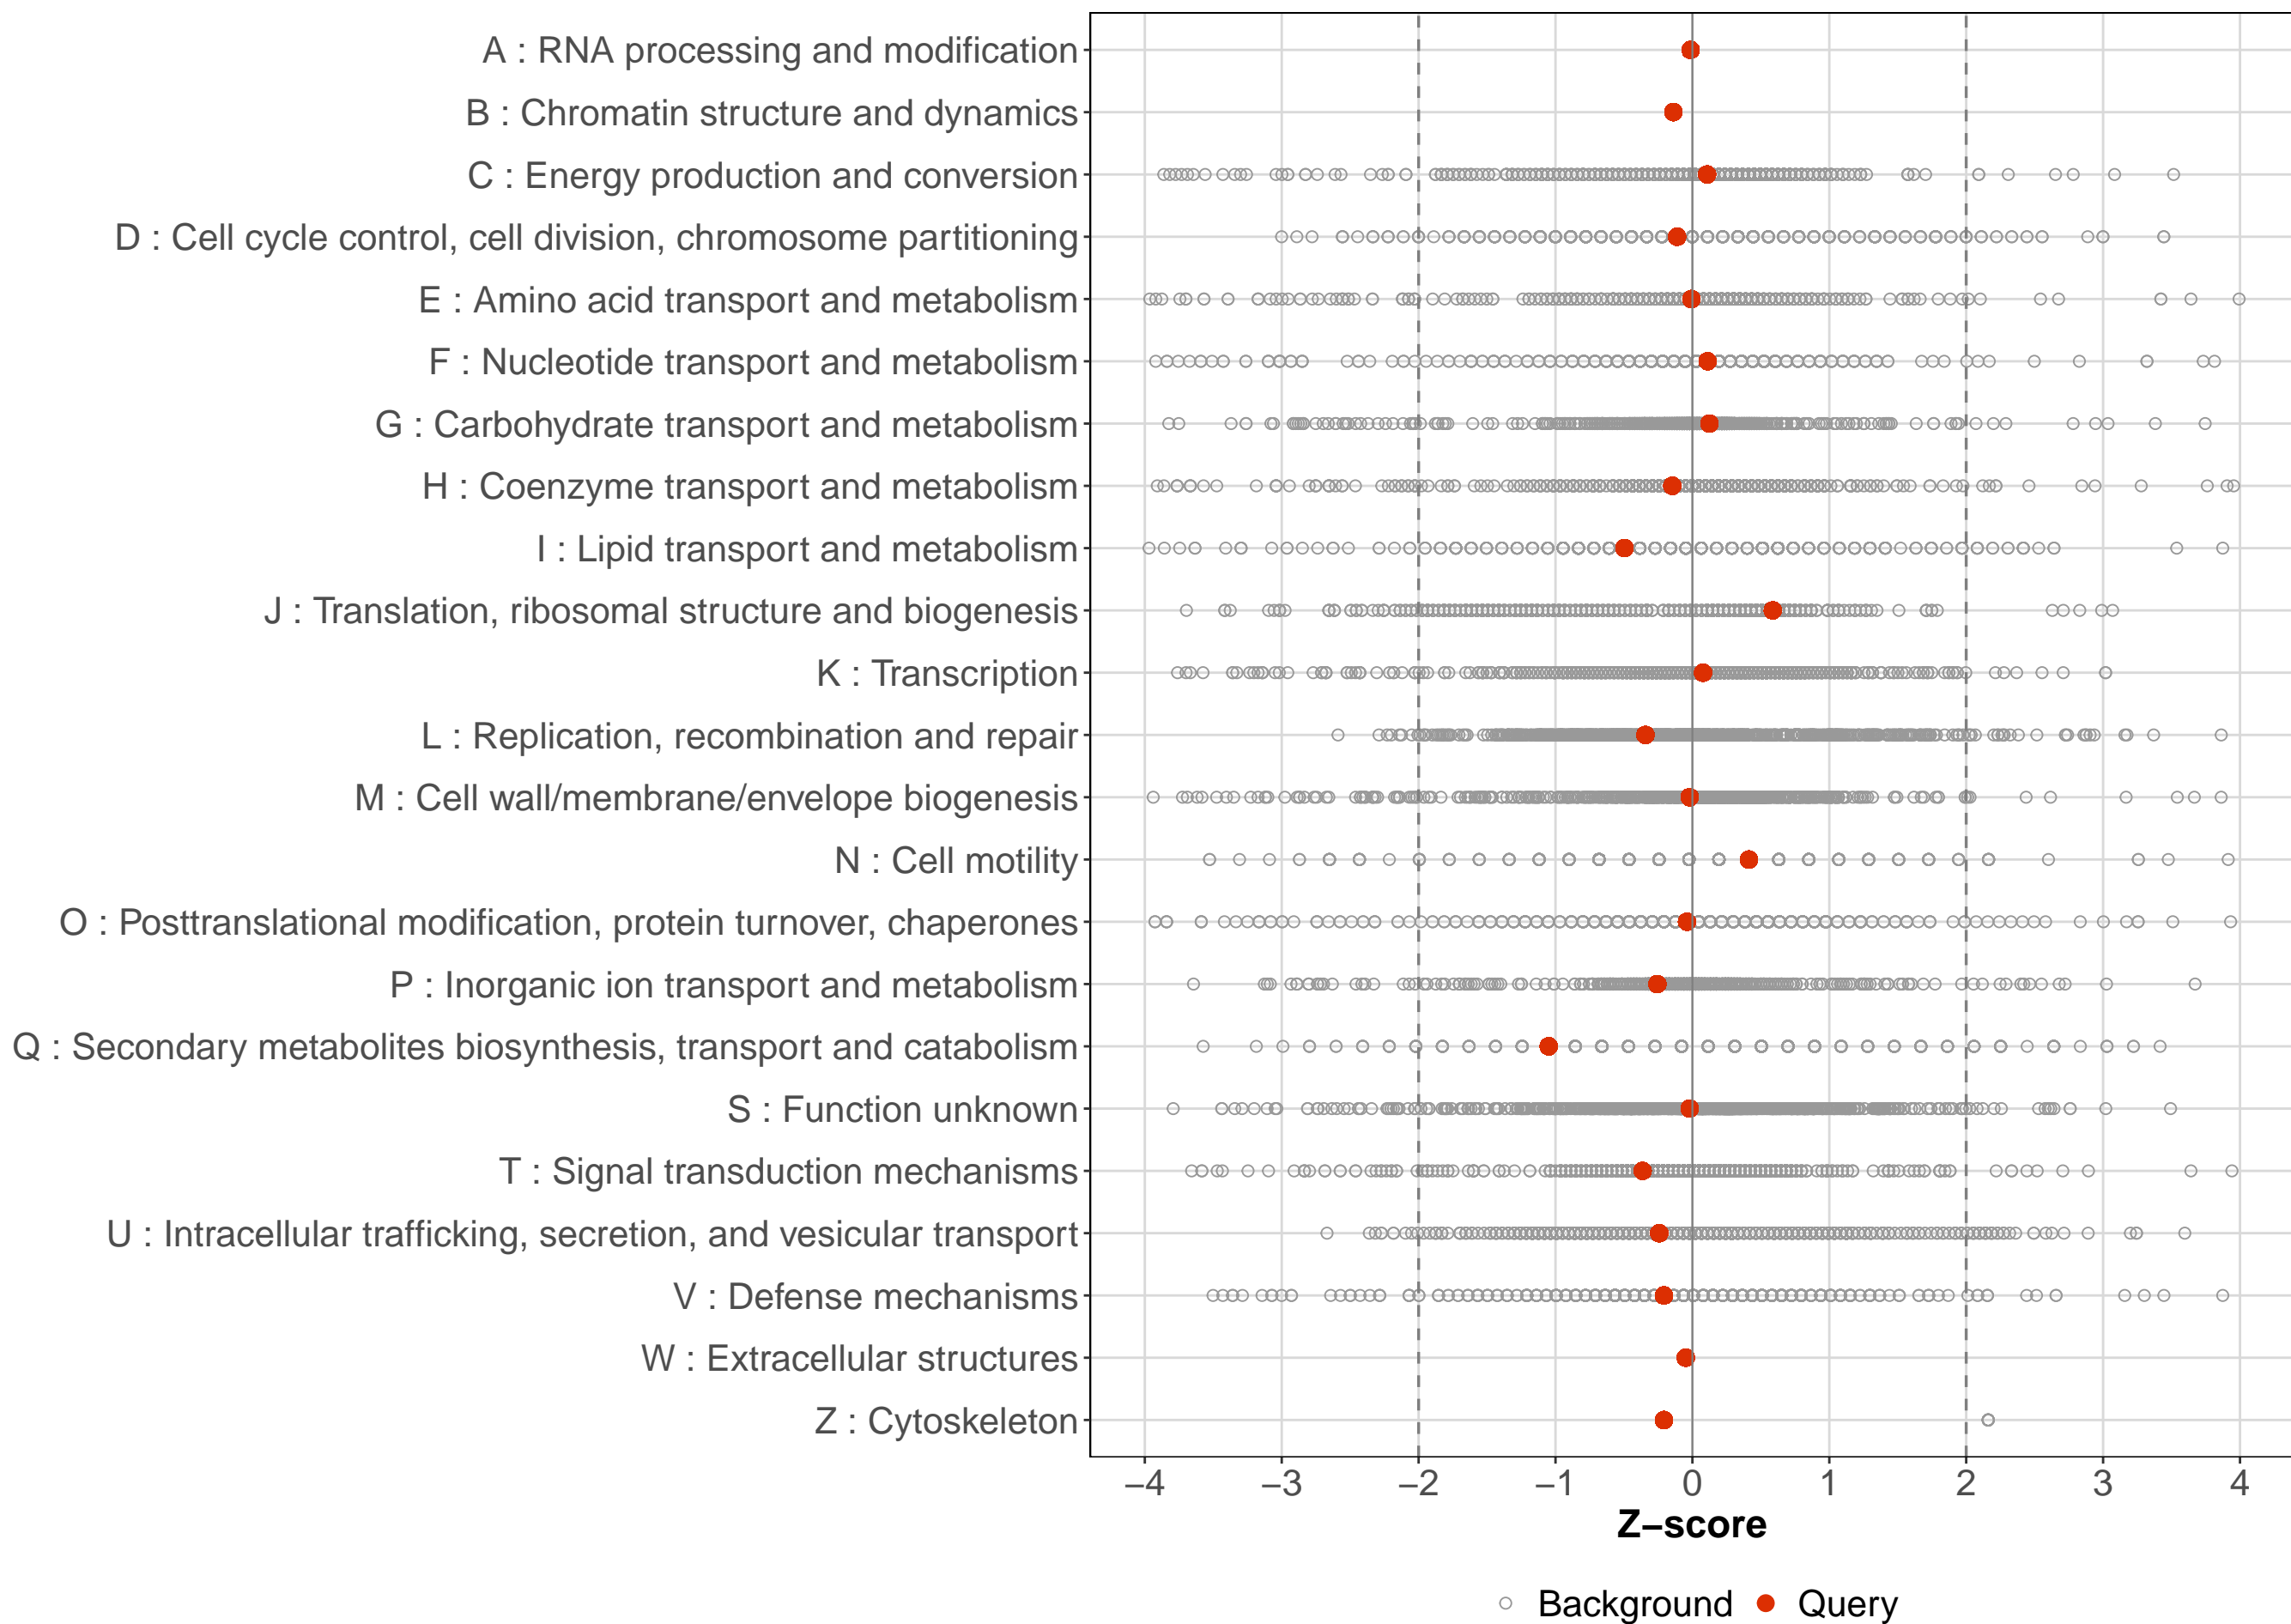 A : RNA processing and modification
B : Chromatin structure and dynamics
C : Energy production and conversion
D : Cell cycle control, cell division, chromosome partitioning
E : Amino acid transport and metabolism
F : Nucleotide transport and metabolism
G : Carbohydrate transport and metabolism
H : Coenzyme transport and metabolism
I : Lipid transport and metabolism
J : Translation, ribosomal structure and biogenesis
K : Transcription
L : Replication, recombination and repair
M : Cell wall/membrane/envelope biogenesis
N : Cell motility
O : Posttranslational modification, protein turnover, chaperones
P : Inorganic ion transport and metabolism
Q : Secondary metabolites biosynthesis, transport and catabolism
S : Function unknown
T : Signal transduction mechanisms
U : Intracellular trafficking, secretion, and vesicular transport
V : Defense mechanisms
W : Extracellular structures
Z : Cytoskeleton
−4 −3 −2 −1 0 1 2 3 4
Z−score
Background Query